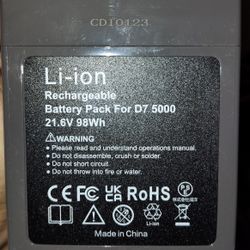 CDI0123
Li-ion
Rechargeable
Battery Pack For D7 5000
21.6V 98Wh
⚠WARNING
• Please read and understand operations manual.
• Do not disassemble, crush or solder.
• Do not short circuit.
• Do not throw into fire or water.
CE FC UK CA RoHS
Made in China